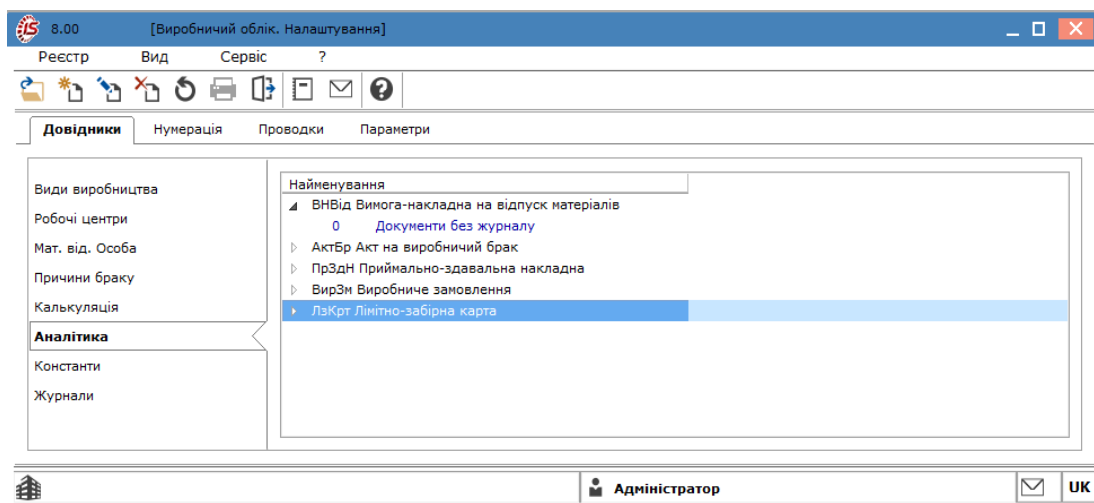 8.00 [Виробничий облік. Налаштування]
Реєстр Вид Сервіс ?
Довідники Нумерація Проводки Параметри
Види виробництва
Робочі центри
Мат. від. Особа
Причини браку
Калькуляція
Аналітика
Константи
Журнали
Найменування
ВНВід Вимога-накладна на відпуск матеріалів
0 Документи без журналу
АктБр Акт на виробничий брак
ПрЗдН Приймально-здавальна накладна
ВирЗм Виробниче замовлення
ЛзКрт Лімітно-забірна карта
Адміністратор UK